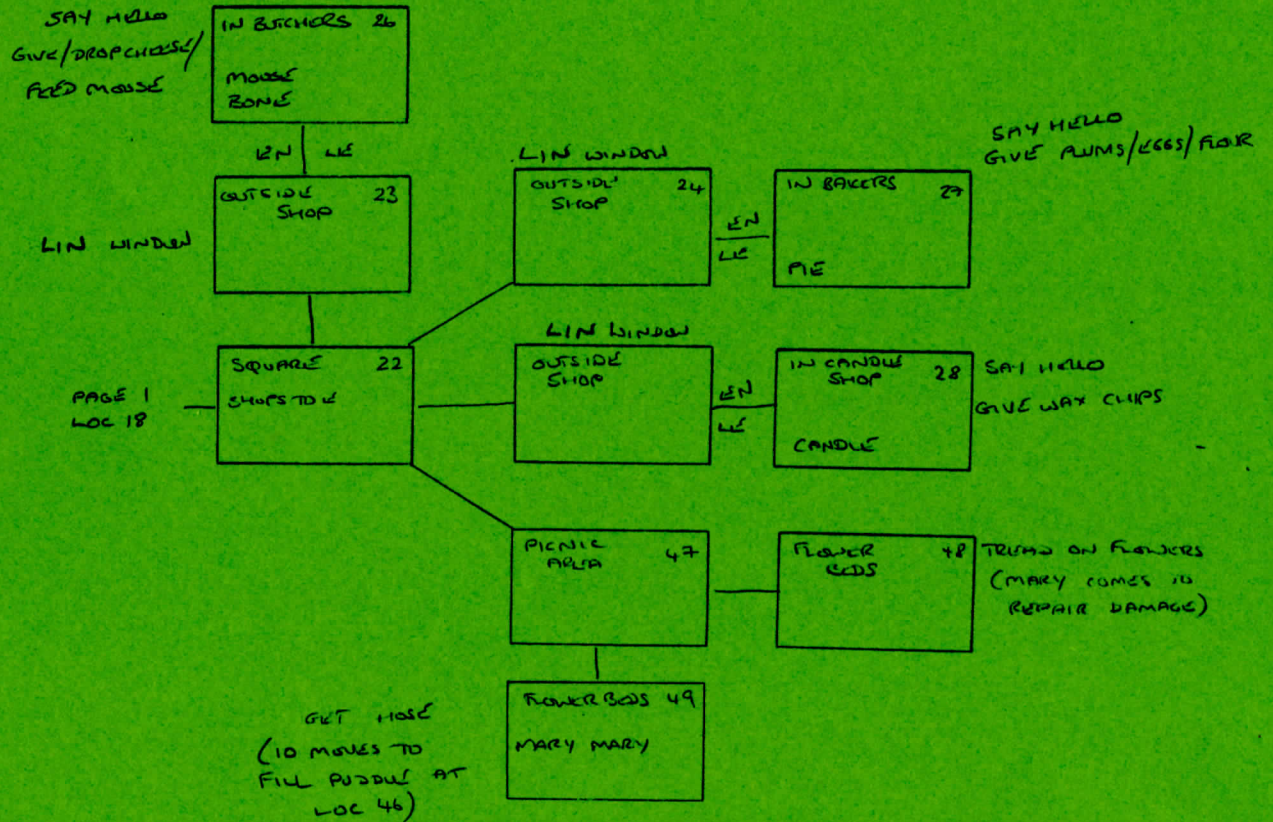 SAY HELLO
GIVE/DROP CHEESE/
FEED MOUSE
IN BUTCHERS 26
MOUSE
BONE
EN LE
LIN WINDOW
OUTSIDE 23
SHOP
LIN WINDOW
OUTSIDE 24
SHOP
EN
LE
IN BAKERS 27
PIE
SAY HELLO
GIVE PLUMS/EGGS/FLOUR
PAGE 1
LOC 18
SQUARE 22
SHOPS TO E
LIN WINDOW
OUTSIDE
SHOP
EN
LE
IN CANDLE
SHOP 28
CANDLE
SAY HELLO
GIVE WAX CHIPS
PICNIC
AREA 47
FLOWER 48
BEDS
TREAD ON FLOWERS
(MARY COMES TO
REPAIR DAMAGE)
GET HOSE
(10 MOVES TO
FILL PUDDLE AT
LOC 46)
FLOWER BEDS 49
MARY MARY